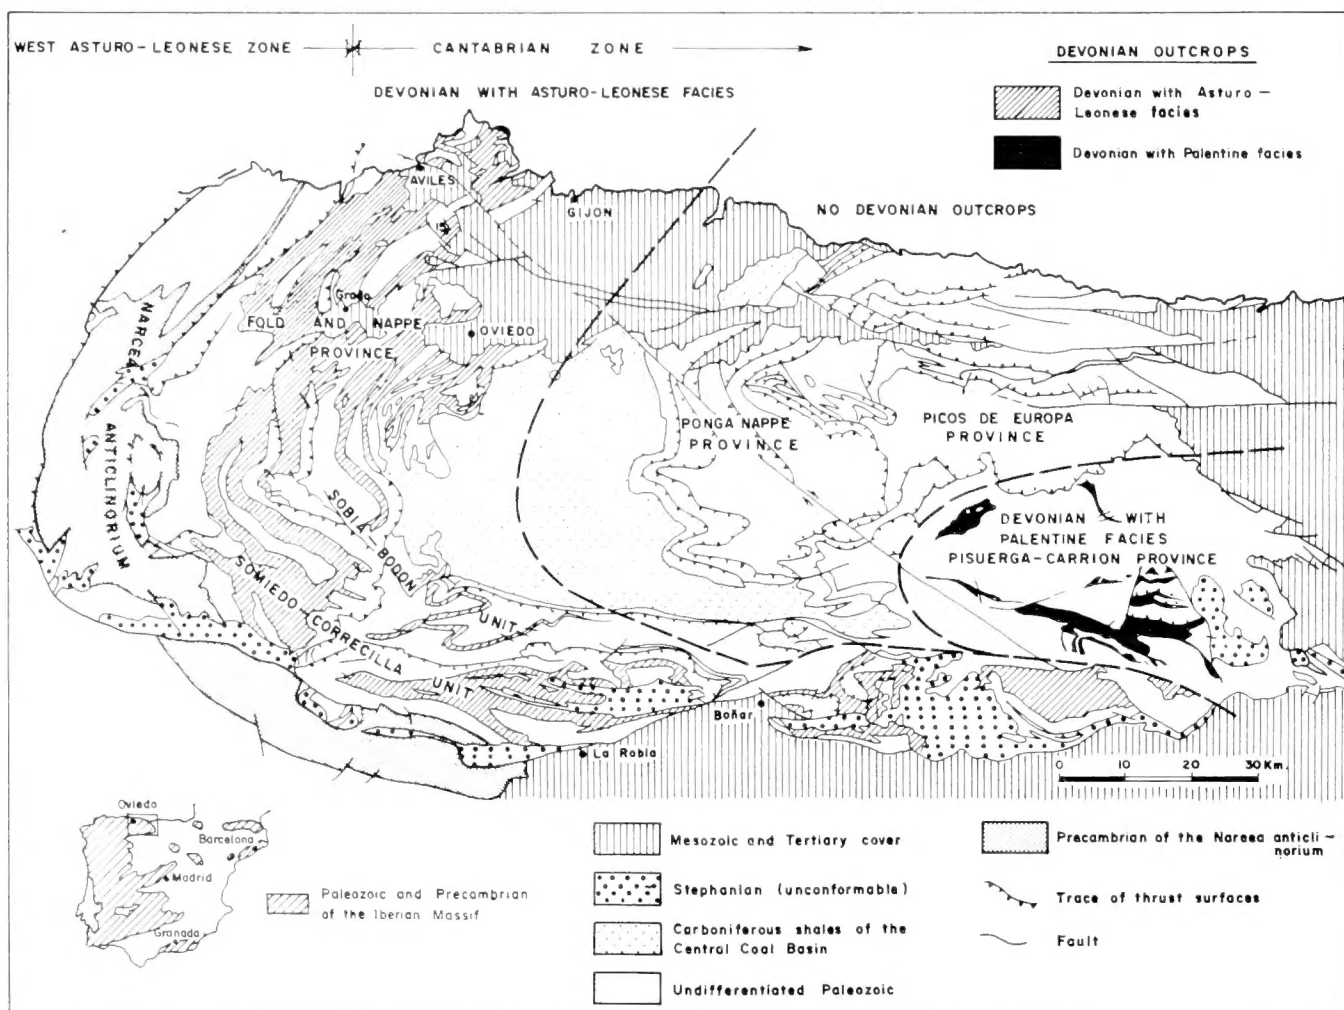 WEST ASTURO-LEONESE ZONE
CANTABRIAN ZONE
DEVONIAN OUTCROPS
DEVONIAN WITH ASTURO-LEONESE FACIES
Devonian with Asturo-
Leonese facies
Devonian with Palentine facies
AVILES
GIJON
NO DEVONIAN OUTCROPS
Grado
FOLD AND NAPPE
PROVINCE
OVIEDO
NARCEA
ANTICLINORIUM
PONGA NAPPE
PROVINCE
PICOS DE EUROPA
PROVINCE
SOBIA-BODON
UNIT
DEVONIAN WITH
PALENTINE FACIES
PISUERGA-CARRION PROVINCE
SOMIEDO-CORRECILLA
UNIT
Boñar
La Robla
0 10 20 30 Km.
Oviedo
Barcelona
Madrid
Granada
Paleozoic and Precambrian
of the Iberian Massif
Mesozoic and Tertiary cover
Stephanian (unconformable)
Carboniferous shales of the
Central Coal Basin
Undifferentiated Paleozoic
Precambrian of the Narcea anticli-
norium
Trace of thrust surfaces
Fault